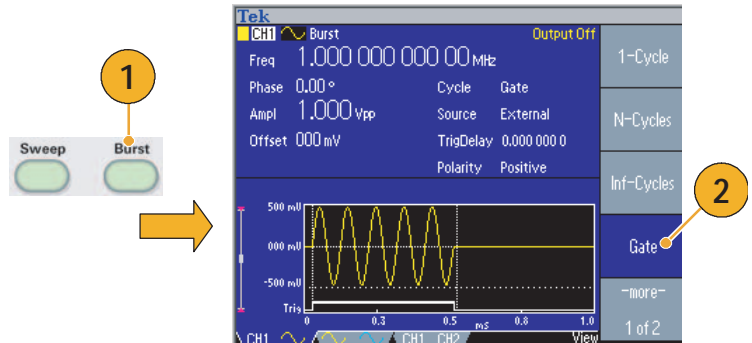 1
Sweep Burst
Tek
CH1 Burst Output Off
Freq 1.000 000 000 00 MHz
Phase 0.00 °
Ampl 1.000 Vpp
Offset 000 mV
Cycle Gate
Source External
TrigDelay 0.000 000 0
Polarity Positive
500 mV
000 mV
-500 mV
Trig
0 0.3 0.5 ms 0.8 1.0
CH1 CH1 CH2 View
1-Cycle
N-Cycles
Inf-Cycles
Gate
-more-
1 of 2
2